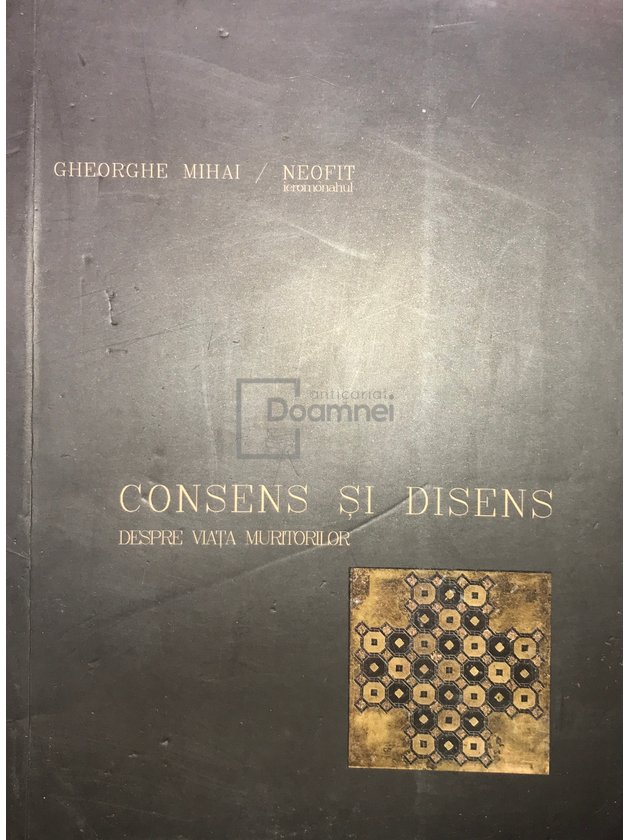 GHEORGHE MIHAI / NEOFIT
ieromonahul
anticariat
Doamnei
CONSENS ȘI DISENS
DESPRE VIAȚA MURITORILOR